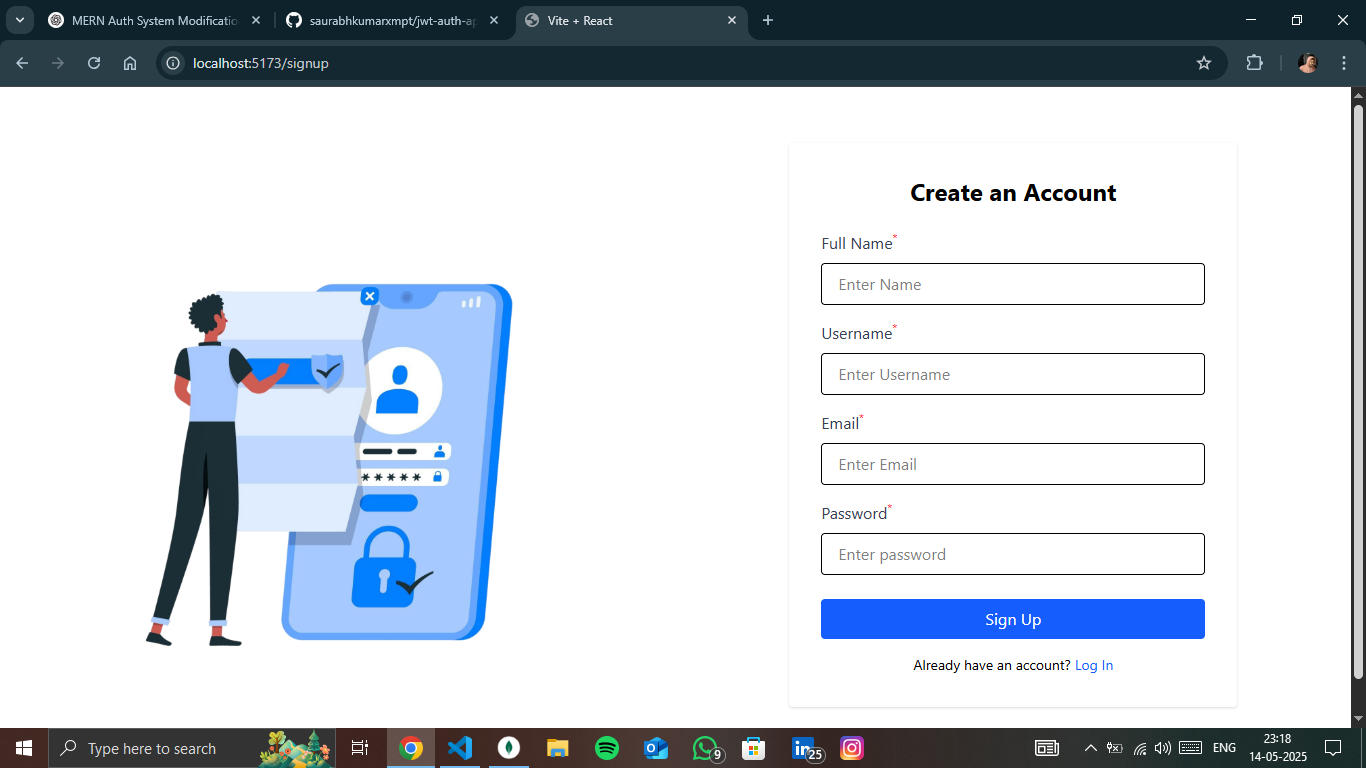 MERN Auth System Modificatio
saurabhkumarxmpt/jwt-auth-ap
Vite + React
localhost:5173/signup
Create an Account
Full Name*
Enter Name
Username*
Enter Username
Email*
Enter Email
Password*
Enter password
Sign Up
Already have an account? Log In
*****
Type here to search
9
25
ENG
23:18
14-05-2025